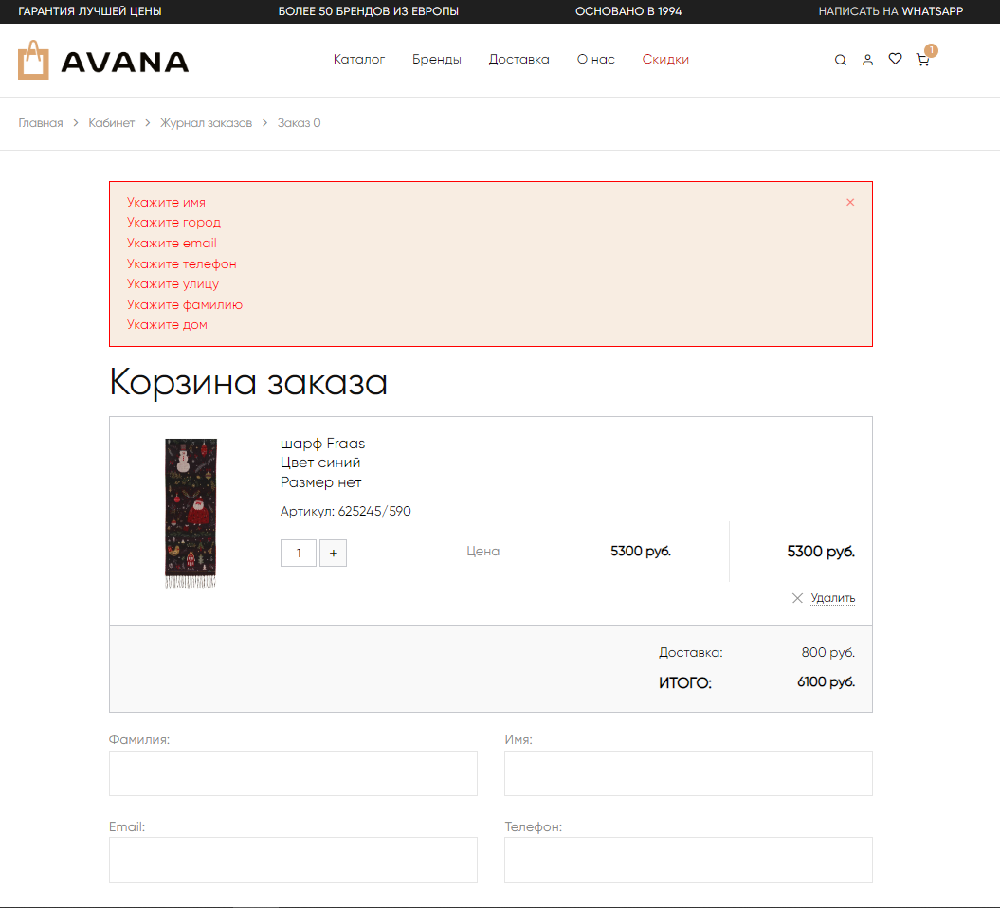 ГАРАНТИЯ ЛУЧШЕЙ ЦЕНЫ БОЛЕЕ 50 БРЕНДОВ ИЗ ЕВРОПЫ ОСНОВАНО В 1994 НАПИСАТЬ НА WHATSAPP
AVANA Каталог Бренды Доставка О нас Скидки 1
Главная > Кабинет > Журнал заказов > Заказ 0
Укажите имя ×
Укажите город
Укажите email
Укажите телефон
Укажите улицу
Укажите фамилию
Укажите дом
Корзина заказа
шарф Fraas
Цвет синий
Размер нет
Артикул: 625245/590
1 + Цена 5300 руб. 5300 руб.
Удалить
Доставка: 800 руб.
ИТОГО: 6100 руб.
Фамилия: Имя:
Email: Телефон: